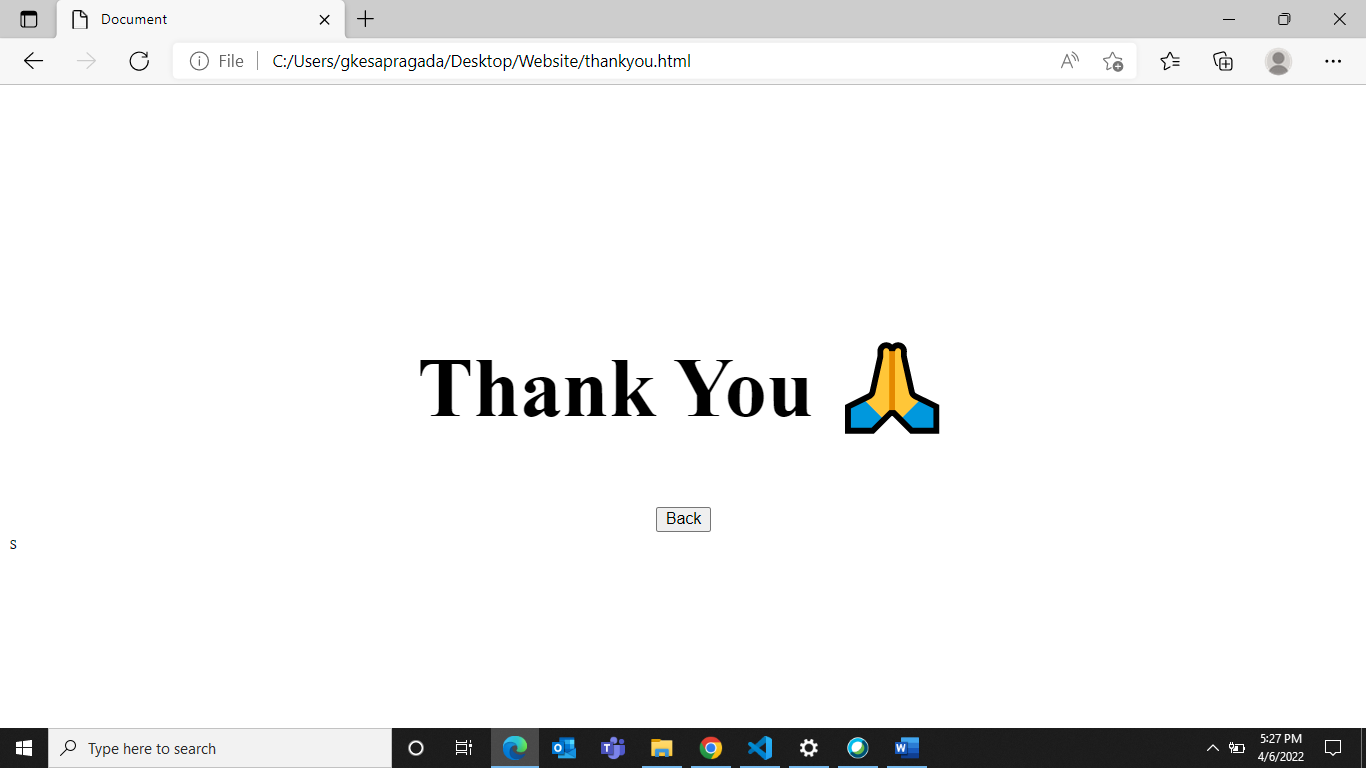 Document
File
C:/Users/gkesapragada/Desktop/Website/thankyou.html
Thank You 🙏
Back
s
Type here to search
5:27 PM
4/6/2022